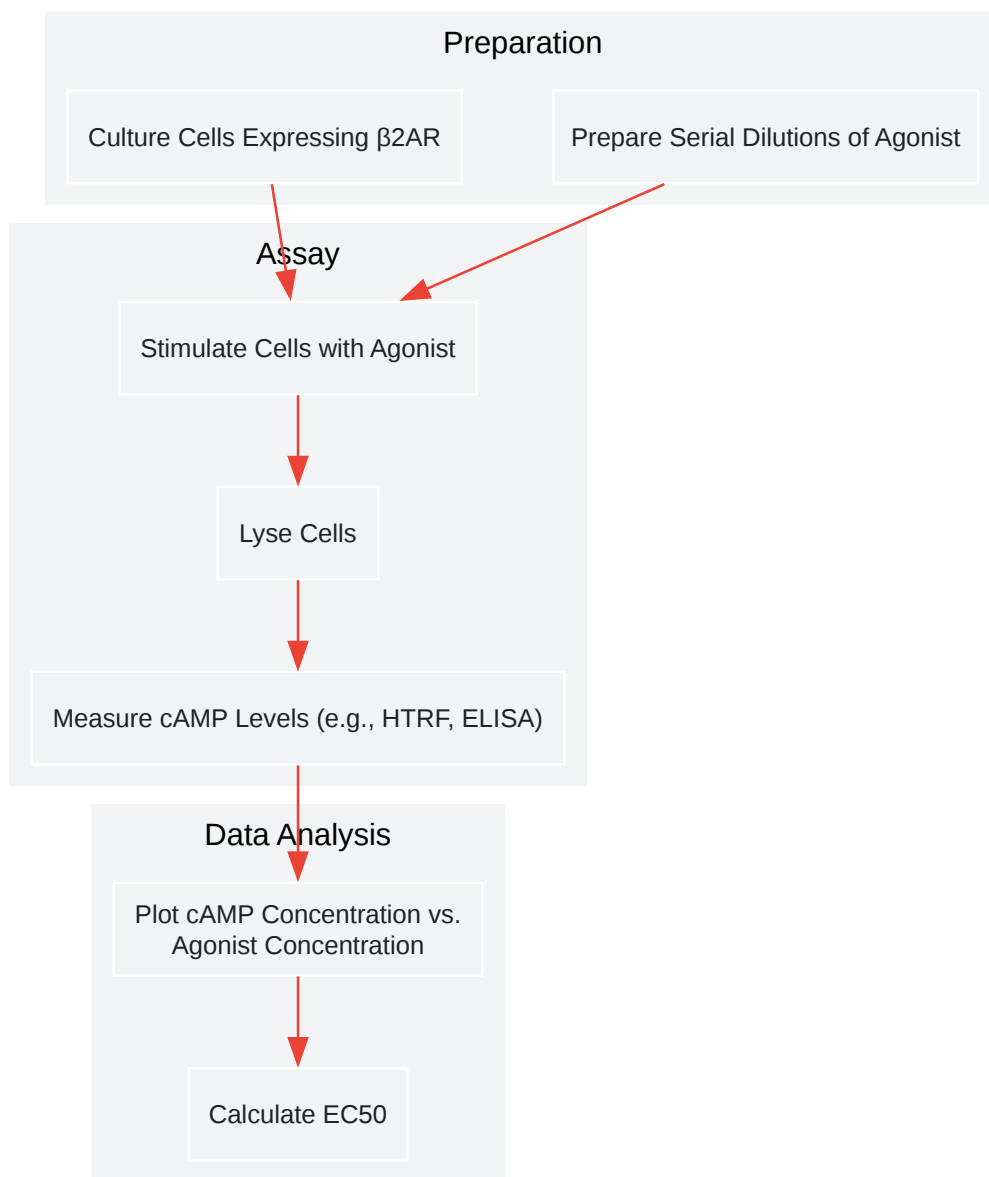 Preparation
Culture Cells Expressing β2AR
Prepare Serial Dilutions of Agonist
Assay
Stimulate Cells with Agonist
Lyse Cells
Measure cAMP Levels (e.g., HTRF, ELISA)
Data Analysis
Plot cAMP Concentration vs.
Agonist Concentration
Calculate EC50